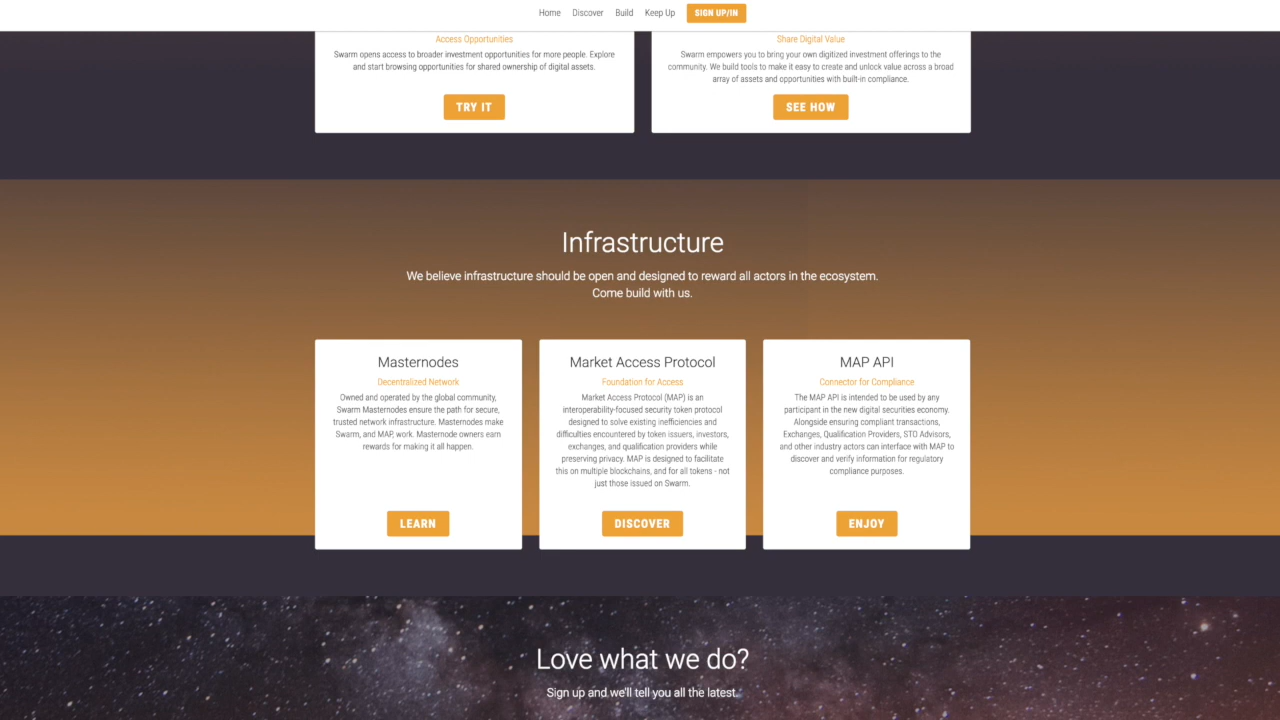 Home Discover Build Keep Up SIGN UP/IN
Access Opportunities
Swarm opens access to broader investment opportunities for more people. Explore
and start browsing opportunities for shared ownership of digital assets.
TRY IT
Share Digital Value
Swarm empowers you to bring your own digitized investment offerings to the
community. We build tools to make it easy to create and unlock value across a broad
array of assets and opportunities with built-in compliance.
SEE HOW
Infrastructure
We believe infrastructure should be open and designed to reward all actors in the ecosystem.
Come build with us.
Masternodes
Decentralized Network
Owned and operated by the global community,
Swarm Masternodes ensure the path for secure,
trusted network infrastructure. Masternodes make
Swarm, and MAP, work. Masternode owners earn
rewards for making it all happen.
LEARN
Market Access Protocol
Foundation for Access
Market Access Protocol (MAP) is an
interoperability-focused security token protocol
designed to solve existing inefficiencies and
difficulties encountered by token issuers, investors,
exchanges, and qualification providers while
preserving privacy. MAP is designed to facilitate
this on multiple blockchains, and for all tokens - not
just those issued on Swarm.
DISCOVER
MAP API
Connector for Compliance
The MAP API is intended to be used by any
participant in the new digital securities economy.
Alongside ensuring compliant transactions,
Exchanges, Qualification Providers, STO Advisors,
and other industry actors can interface with MAP to
discover and verify information for regulatory
compliance purposes.
ENJOY
Love what we do?
Sign up and we'll tell you all the latest.